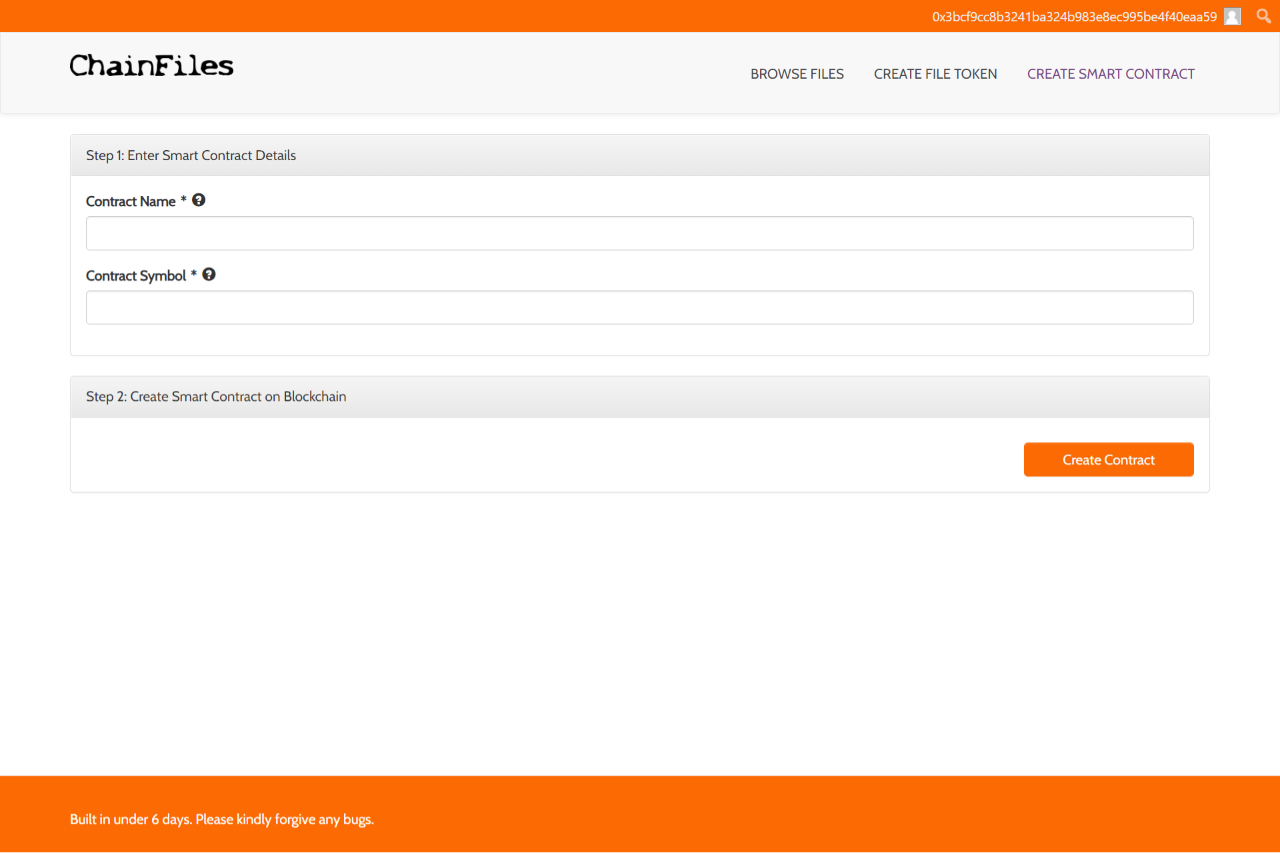 0x3bcf9cc8b3241ba324b983e8ec995be4f40eaa59
ChainFiles
BROWSE FILES CREATE FILE TOKEN CREATE SMART CONTRACT
Step 1: Enter Smart Contract Details
Contract Name *
Contract Symbol *
Step 2: Create Smart Contract on Blockchain
Create Contract
Built in under 6 days. Please kindly forgive any bugs.